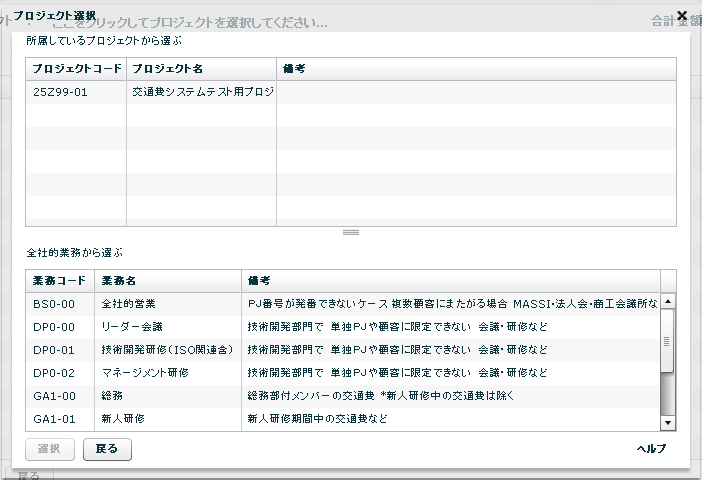 プロジェクト選択
ここをクリックしてプロジェクトを選択してください...
合計金額
所属しているプロジェクトから選ぶ
プロジェクトコード プロジェクト名 備考
25Z99-01 交通費システムテスト用プロジ
全社的業務から選ぶ
業務コード 業務名 備考
BS0-00 全社的営業 PJ番号が発番できないケース 複数顧客にまたがる場合 MASSI・法人会・商工会議所な
DP0-00 リーダー会議 技術開発部門で 単独PJや顧客に限定できない 会議・研修など
DP0-01 技術開発研修(ISO関連含) 技術開発部門で 単独PJや顧客に限定できない 会議・研修など
DP0-02 マネージメント研修 技術開発部門で 単独PJや顧客に限定できない 会議・研修など
GA1-00 総務 総務部付メンバーの交通費 *新人研修中の交通費は除く
GA1-01 新人研修 新人研修期間中の交通費など
選択 戻る ヘルプ
戻る